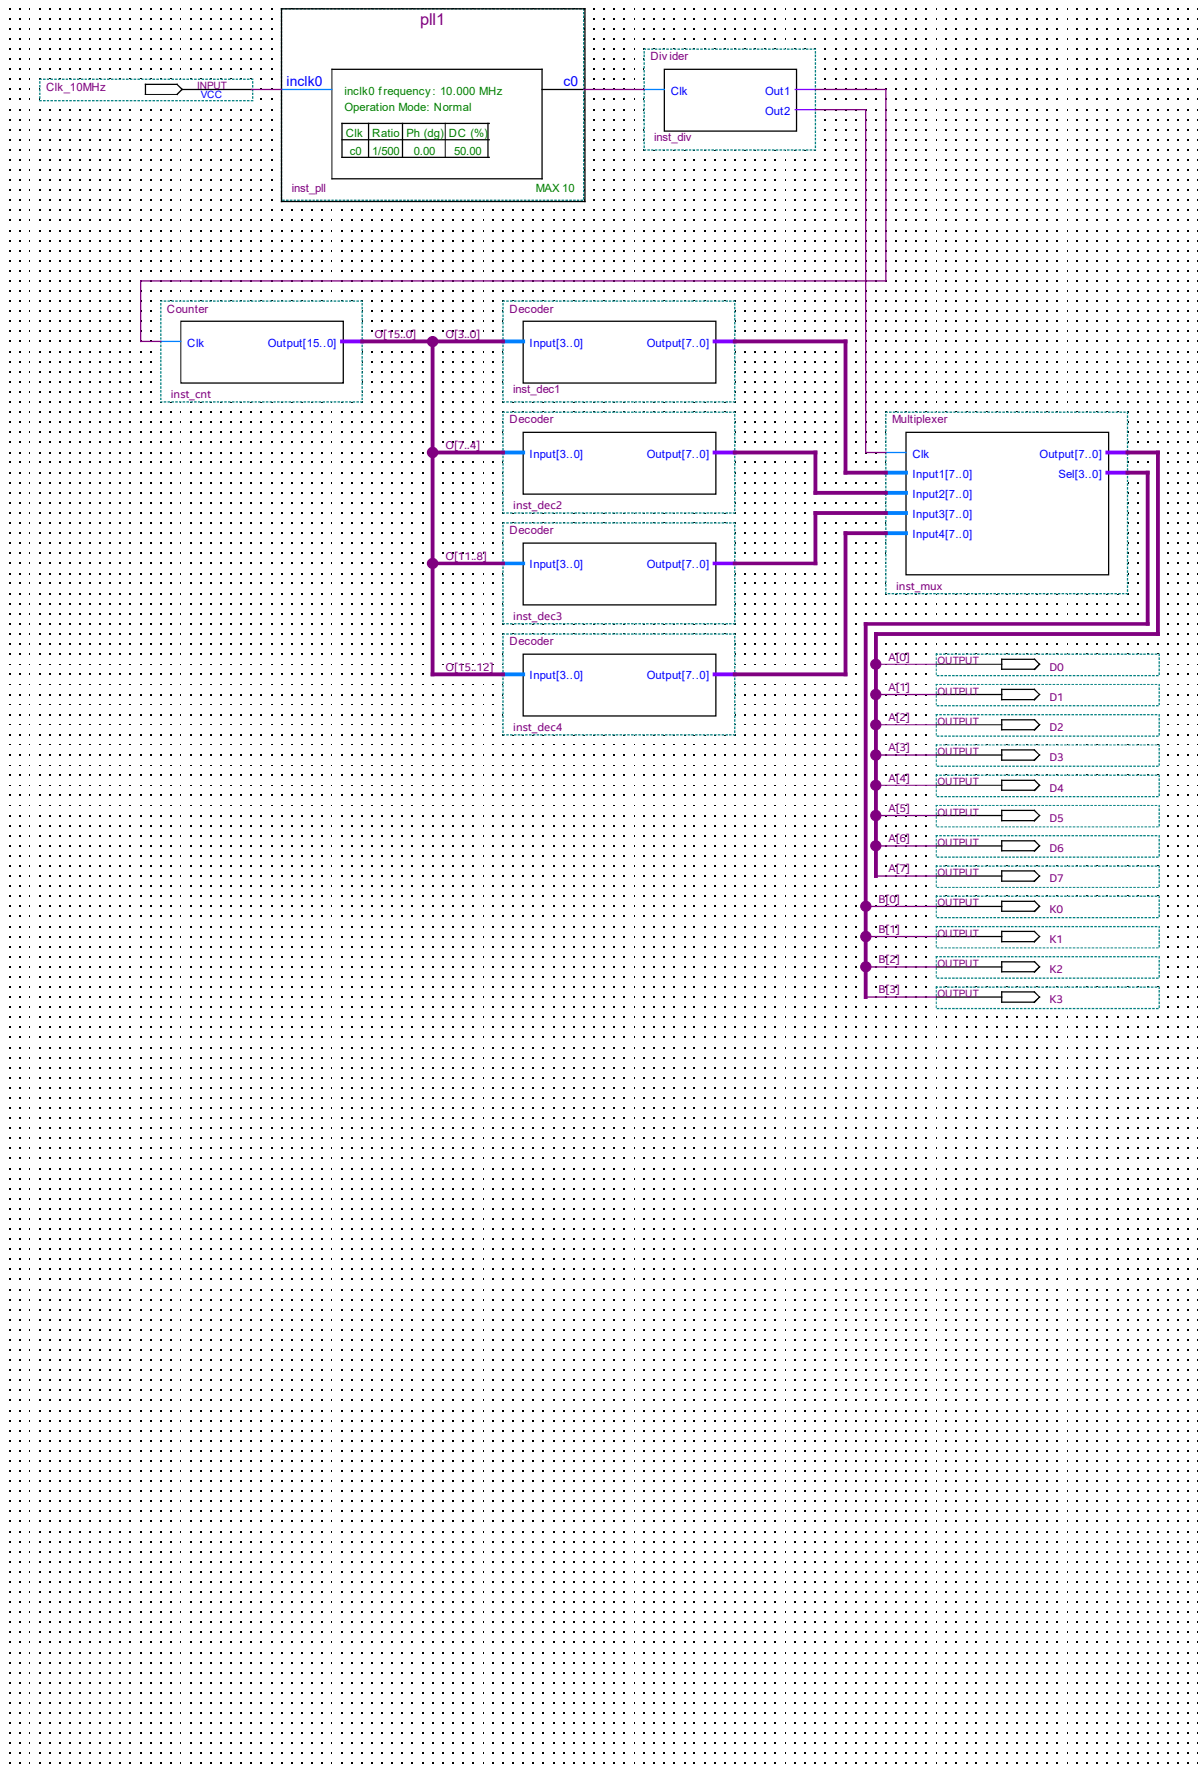 pll1
Clk_10MHz
INPUT
VCC
inclk0
c0
inclk0 frequency: 10.000 MHz
Operation Mode: Normal
Clk Ratio Ph (dg) DC (%)
c0 1/500 0.00 50.00
inst_pll
MAX 10
Divider
Clk
Out1
Out2
inst_div
Counter
Clk
Output[15..0]
inst_cnt
O[15..0]
O[3..0]
Decoder
Input[3..0]
Output[7..0]
inst_dec1
O[7..4]
Decoder
Input[3..0]
Output[7..0]
inst_dec2
O[11..8]
Decoder
Input[3..0]
Output[7..0]
inst_dec3
O[15..12]
Decoder
Input[3..0]
Output[7..0]
inst_dec4
Multiplexer
Clk
Output[7..0]
Input1[7..0]
Sel[3..0]
Input2[7..0]
Input3[7..0]
Input4[7..0]
inst_mux
A[0] OUTPUT D0
A[1] OUTPUT D1
A[2] OUTPUT D2
A[3] OUTPUT D3
A[4] OUTPUT D4
A[5] OUTPUT D5
A[6] OUTPUT D6
A[7] OUTPUT D7
B[0] OUTPUT K0
B[1] OUTPUT K1
B[2] OUTPUT K2
B[3] OUTPUT K3